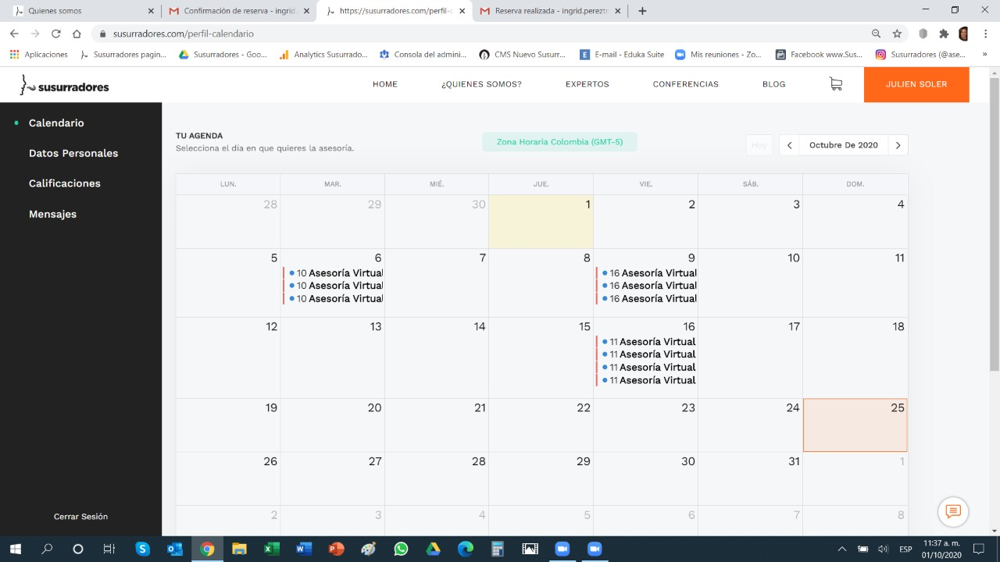 Quienes somos
Confirmación de reserva - ingrid.
https://susurradores.com/perfil-c
Reserva realizada - ingrid.pereztr
susurradores.com/perfil-calendario
Aplicaciones
Susurradores pagin...
Susurradores - Goo...
Analytics Susurrado...
Consola del admini...
CMS Nuevo Susurr...
E-mail - Eduka Suite
Mis reuniones - Zo...
Facebook www.Sus...
Susurradores (@ase...
susurradores
HOME
¿QUIENES SOMOS?
EXPERTOS
CONFERENCIAS
BLOG
JULIEN SOLER
Calendario
Datos Personales
Calificaciones
Mensajes
Cerrar Sesión
TU AGENDA
Selecciona el día en que quieres la asesoría.
Zona Horaria Colombia (GMT-5)
Hoy
Octubre De 2020
LUN. MAR. MIÉ. JUE. VIE. SÁB. DOM.
28 29 30 1 2 3 4
5 6 7 8 9 10 11
10 Asesoría Virtual
10 Asesoría Virtual
10 Asesoría Virtual
16 Asesoría Virtual
16 Asesoría Virtual
16 Asesoría Virtual
12 13 14 15 16 17 18
11 Asesoría Virtual
11 Asesoría Virtual
11 Asesoría Virtual
11 Asesoría Virtual
19 20 21 22 23 24 25
26 27 28 29 30 31 1
2 3 4 5 6 7 8
ESP
11:37 a. m.
01/10/2020